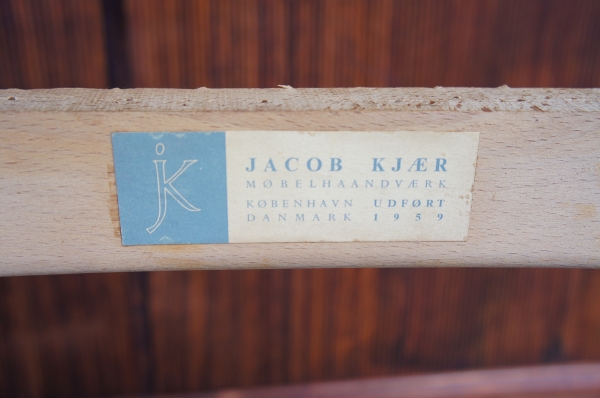 JK
JACOB KJÆR
MØBELHAANDVÆRK
KØBENHAVN UDFØRT
DANMARK 1959